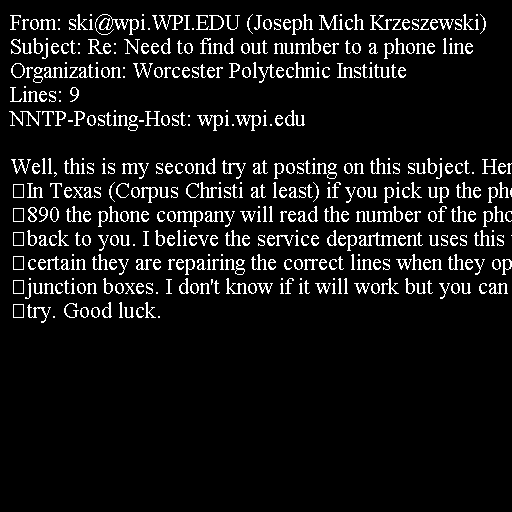 From: ski@wpi.WPI.EDU (Joseph Mich Krzeszewski)
Subject: Re: Need to find out number to a phone line
Organization: Worcester Polytechnic Institute
Lines: 9
NNTP-Posting-Host: wpi.wpi.edu

Well, this is my second try at posting on this subject.
In Texas (Corpus Christi at least) if you pick up the
890 the phone company will read the number of the
back to you. I believe the service department uses this
certain they are repairing the correct lines when they
junction boxes. I don't know if it will work but you can
try. Good luck.